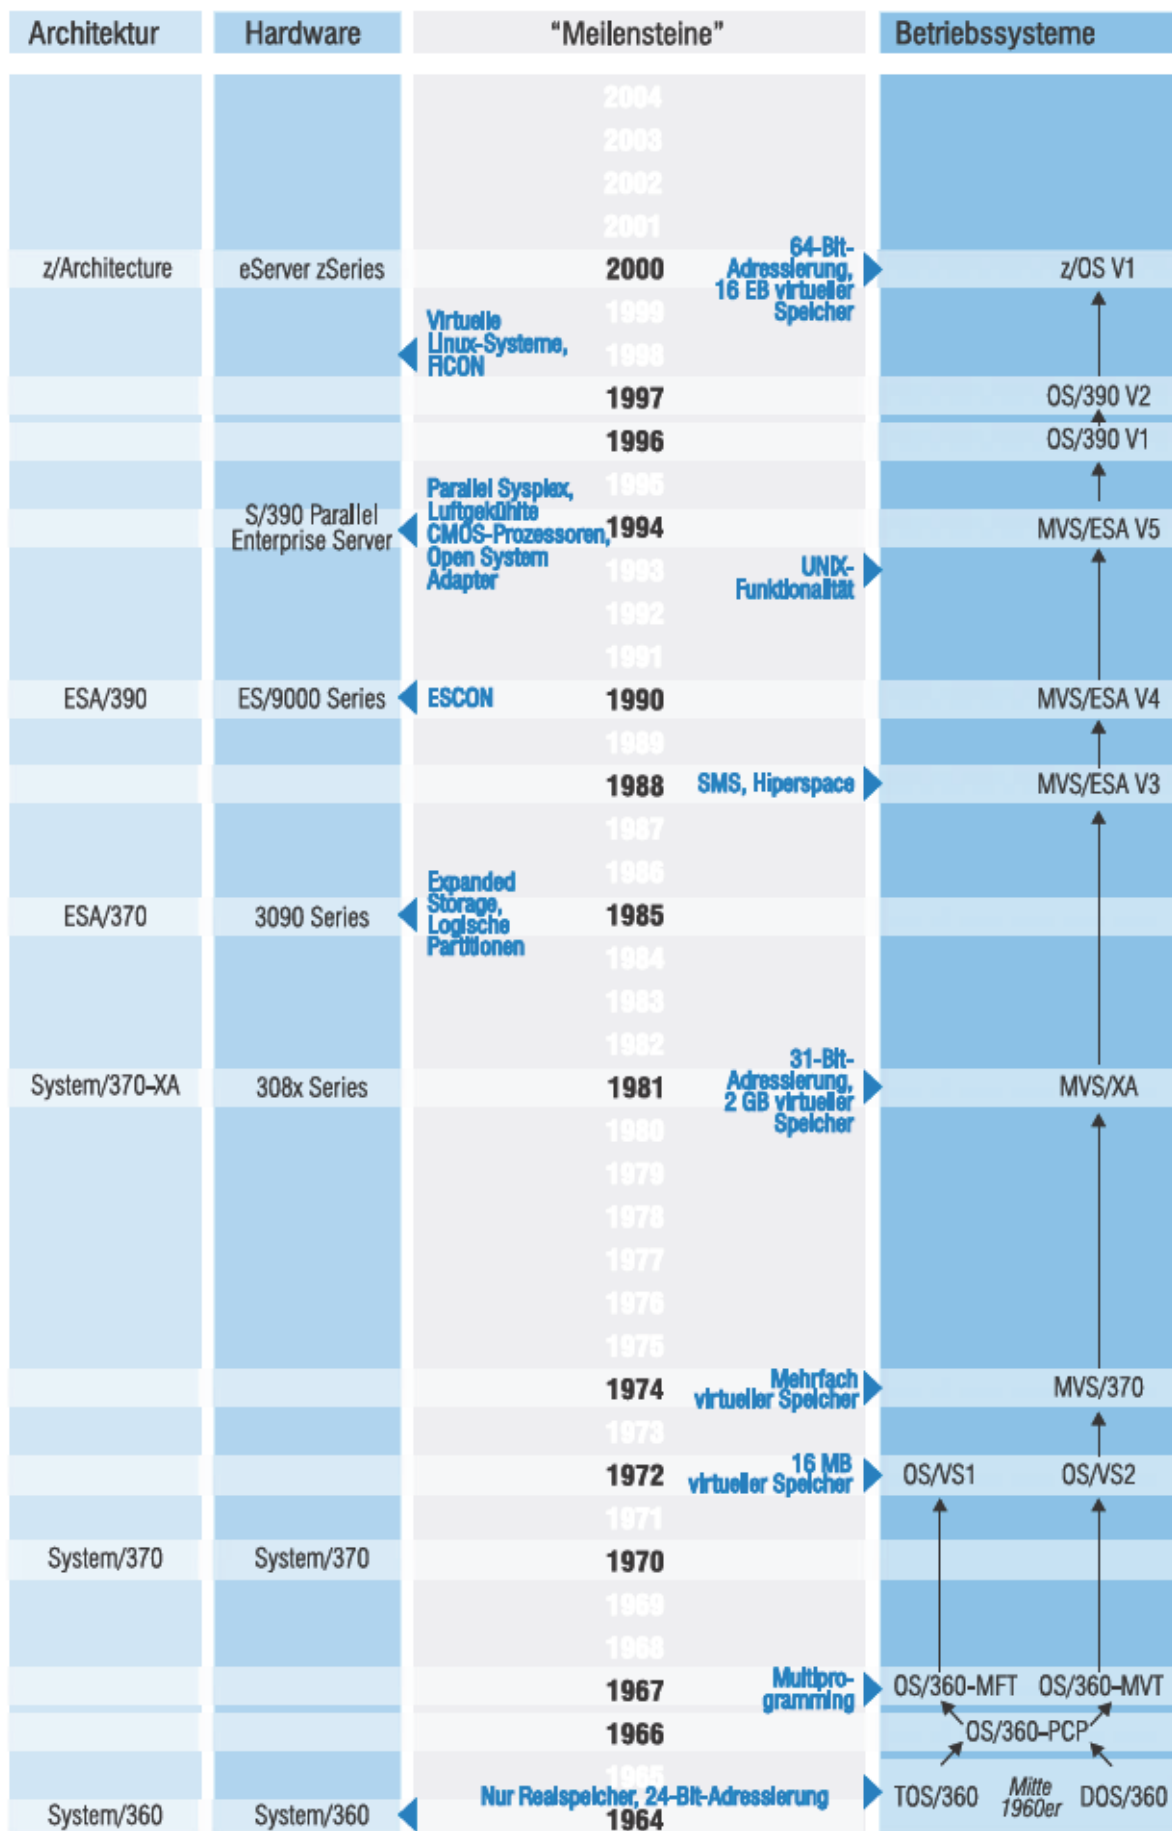 Architektur Hardware “Meilensteine” Betriebssysteme
2004
2003
2002
2001
z/Architecture eServer zSeries 2000 z/OS V1
64-Bit-
Adressierung,
16 EB virtueller
Speicher
1999
Virtuelle
Linux-Systeme,
FICON
1998
1997 OS/390 V2
1996 OS/390 V1
1995
S/390 Parallel
Enterprise Server
Parallel Sysplex,
Luftgekühlte
CMOS-Prozessoren,
Open System
Adapter
1994 MVS/ESA V5
1993
UNIX-
Funktionalität
1992
1991
ESA/390 ES/9000 Series ESCON 1990 MVS/ESA V4
1989
1988 SMS, Hiperspace MVS/ESA V3
1987
1986
Expanded
Storage,
Logische
Partitionen
ESA/370 3090 Series 1985
1984
1983
1982
31-Bit-
Adressierung,
2 GB virtueller
Speicher
System/370-XA 308x Series 1981 MVS/XA
1980
1979
1978
1977
1976
1975
1974 MVS/370
Mehrfach
virtueller Speicher
1973
1972 OS/VS1 OS/VS2
16 MB
virtueller Speicher
1971
System/370 System/370 1970
1969
1968
1967 OS/360-MFT OS/360-MVT
Multipro-
gramming
1966 OS/360-PCP
1965
Nur Realspeicher, 24-Bit-Adressierung
TOS/360 Mitte
1960er DOS/360
System/360 System/360 1964